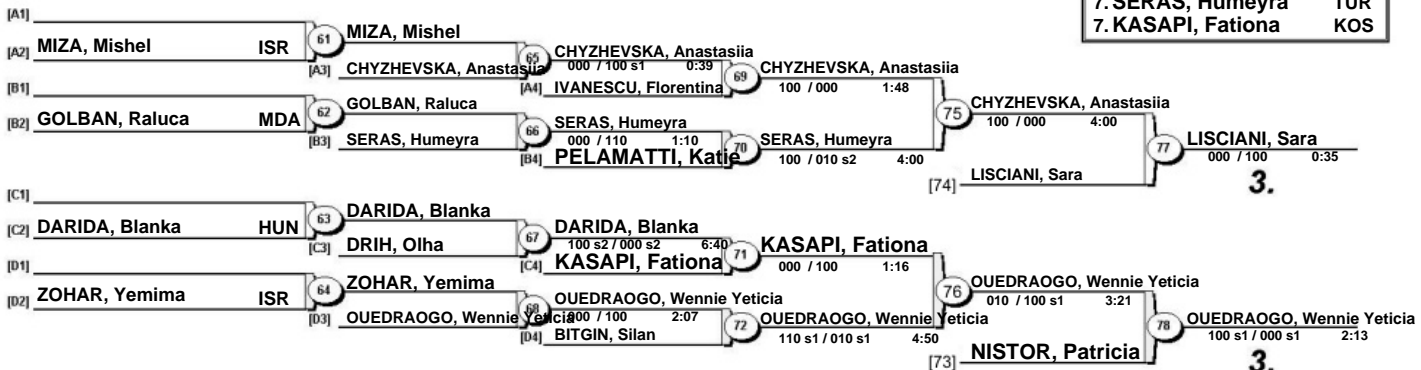 7. SERAS, Humeyra TUR
7. KASAPI, Fationa KOS
[A1]
[A2] MIZA, Mishel ISR
61
MIZA, Mishel
[A3] CHYZHEVSKA, Anastasiia
65
CHYZHEVSKA, Anastasiia
000 / 100 s1 0:39
[A4] IVANESCU, Florentina
69
CHYZHEVSKA, Anastasiia
100 / 000 1:48
[B1]
[B2] GOLBAN, Raluca MDA
62
GOLBAN, Raluca
[B3] SERAS, Humeyra
66
SERAS, Humeyra
000 / 110 1:10
[B4] PELAMATTI, Katie
70
SERAS, Humeyra
100 / 010 s2 4:00
75
CHYZHEVSKA, Anastasiia
100 / 000 4:00
[74] LISCIANI, Sara
77
LISCIANI, Sara
000 / 100 0:35
3.
[C1]
[C2] DARIDA, Blanka HUN
63
DARIDA, Blanka
[C3] DRIH, Olha
67
DARIDA, Blanka
100 s2 / 000 s2 6:40
[C4] KASAPI, Fationa
71
KASAPI, Fationa
000 / 100 1:16
[D1]
[D2] ZOHAR, Yemima ISR
64
ZOHAR, Yemima
[D3] OUEDRAOGO, Wennie Yeticia
68
OUEDRAOGO, Wennie Yeticia
000 / 100 2:07
[D4] BITGIN, Silan
72
OUEDRAOGO, Wennie Yeticia
110 s1 / 010 s1 4:50
76
OUEDRAOGO, Wennie Yeticia
010 / 100 s1 3:21
[73] NISTOR, Patricia
78
OUEDRAOGO, Wennie Yeticia
100 s1 / 000 s1 2:13
3.